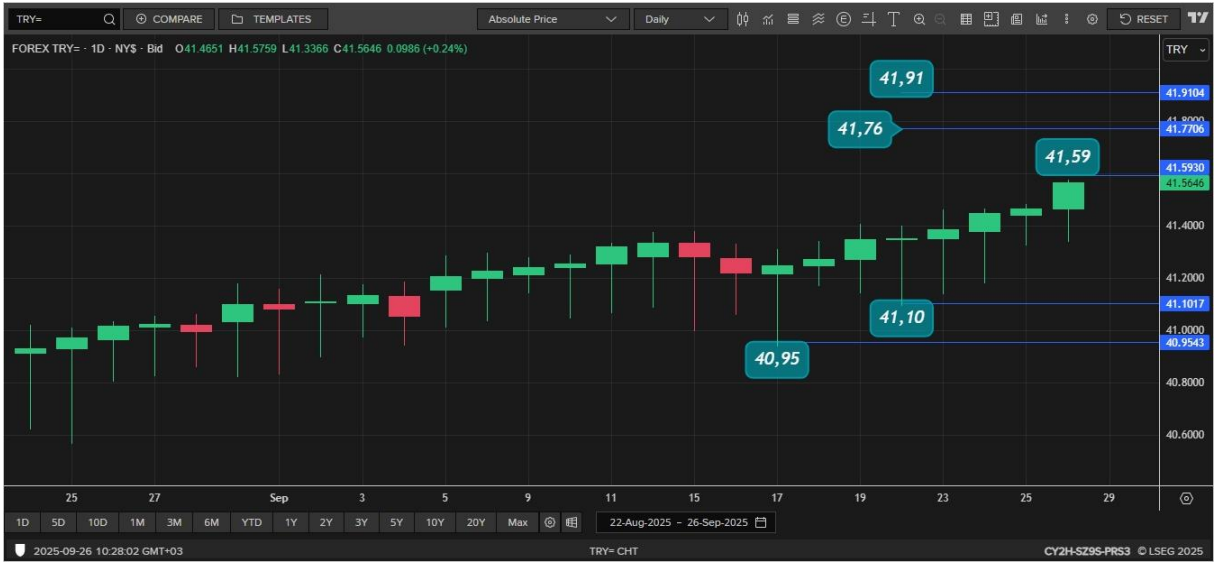 TRY=
COMPARE
TEMPLATES
Absolute Price
Daily
E
T
RESET
FOREX TRY= · 1D · NY$ · Bid O41.4651 H41.5759 L41.3366 C41.5646 0.0986 (+0.24%)
TRY
41,91
41.9104
41.8000
41,76
41.7706
41,59
41.5930
41.5646
41.4000
41.2000
41.1017
41,10
41.0000
40.9543
40,95
40.8000
40.6000
25 27 Sep 3 5 9 11 15 17 19 23 25 29
1D 5D 10D 1M 3M 6M YTD 1Y 2Y 3Y 5Y 10Y 20Y Max 22-Aug-2025 - 26-Sep-2025
2025-09-26 10:28:02 GMT+03 TRY= CHT CY2H-SZ9S-PRS3 © LSEG 2025